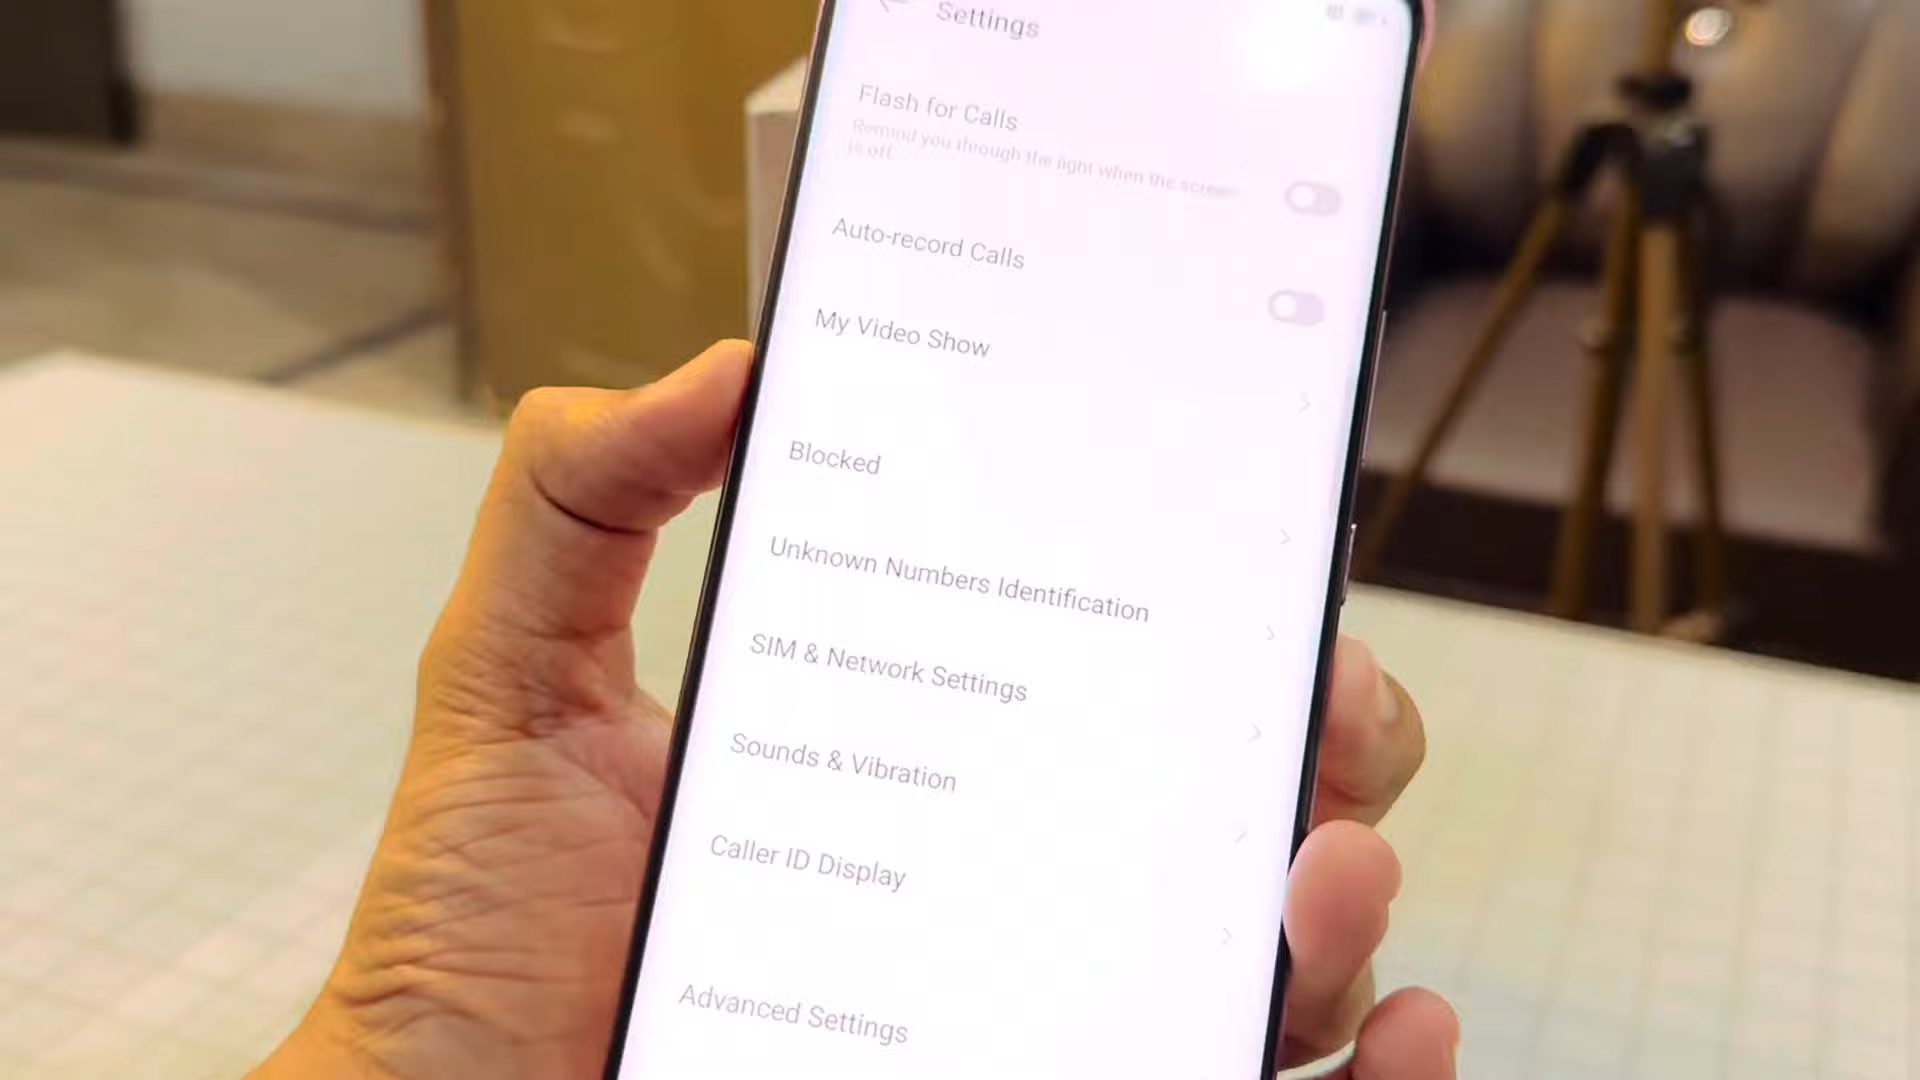 Settings
Flash for Calls
Remind you through the light when the screen
is off.
Auto-record Calls
My Video Show
Blocked
Unknown Numbers Identification
SIM & Network Settings
Sounds & Vibration
Caller ID Display
Advanced Settings